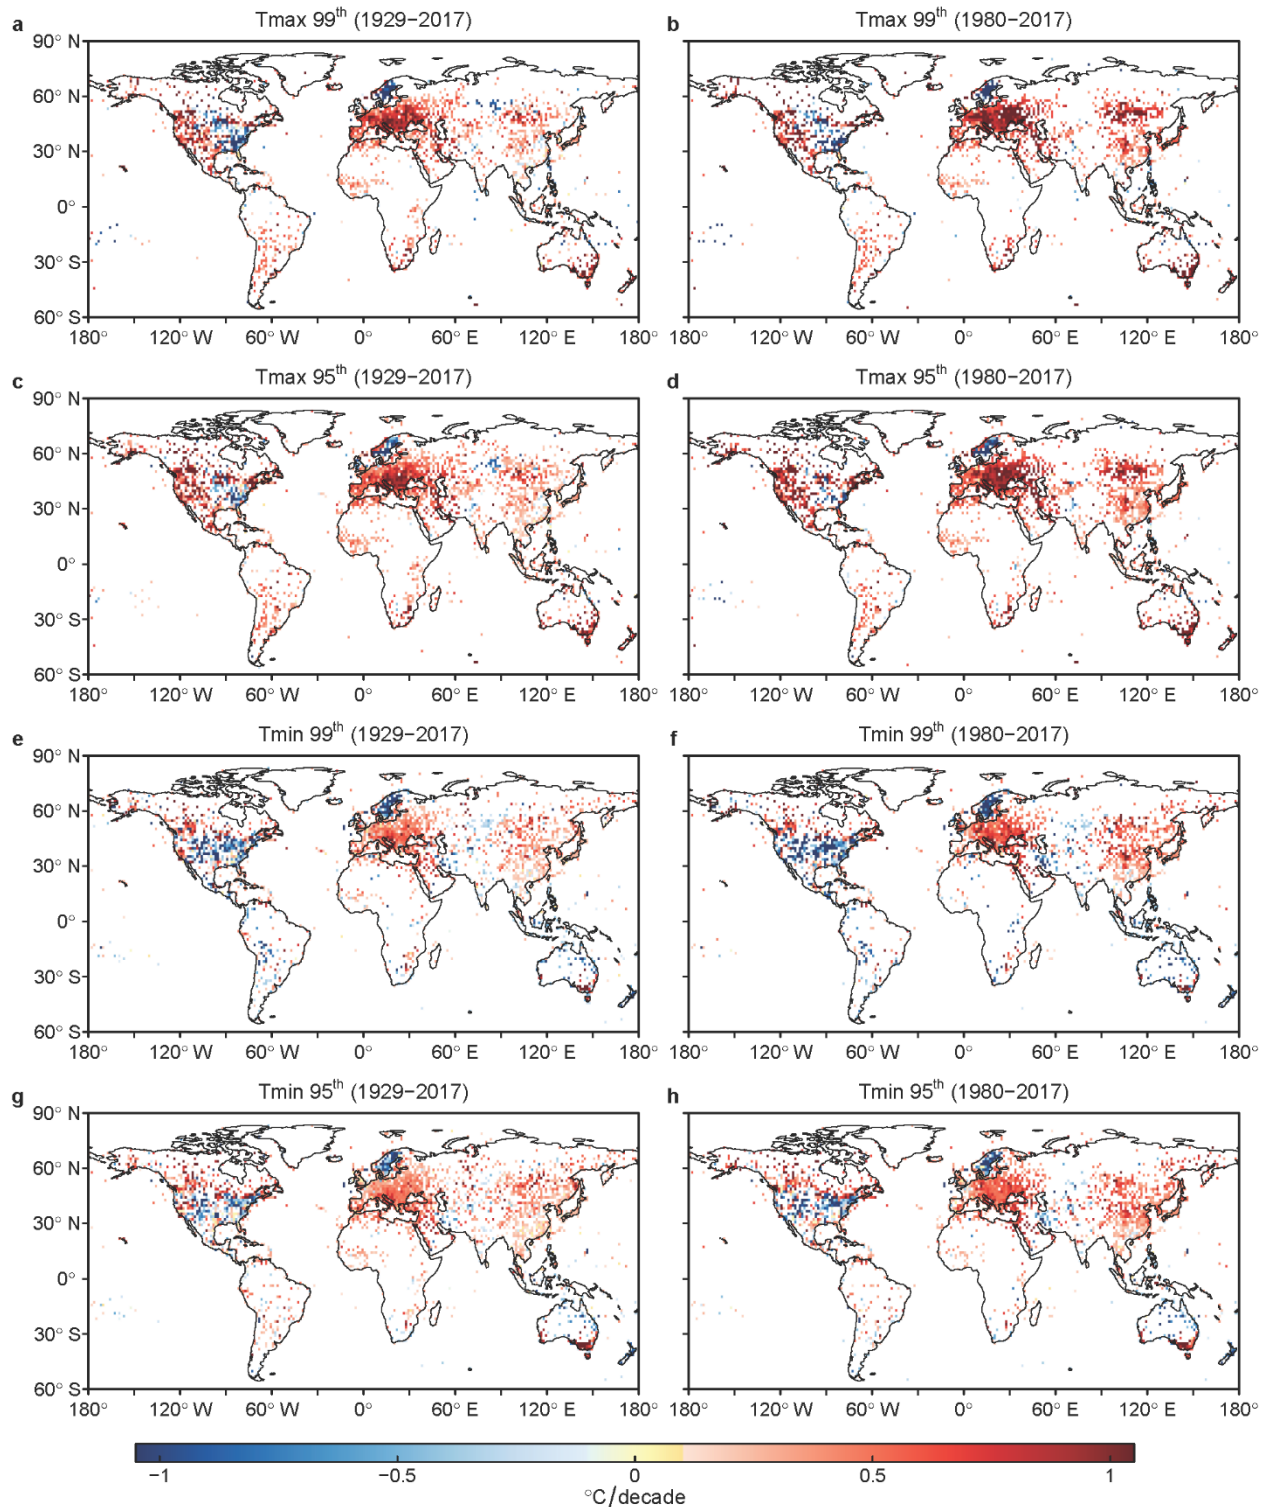 a Tmax 99th (1929−2017)
b Tmax 99th (1980−2017)
90° N
60° N
30° N
0°
30° S
60° S
180° 120° W 60° W 0° 60° E 120° E 180°
180° 120° W 60° W 0° 60° E 120° E 180°
c Tmax 95th (1929−2017)
d Tmax 95th (1980−2017)
90° N
60° N
30° N
0°
30° S
60° S
180° 120° W 60° W 0° 60° E 120° E 180°
180° 120° W 60° W 0° 60° E 120° E 180°
e Tmin 99th (1929−2017)
f Tmin 99th (1980−2017)
90° N
60° N
30° N
0°
30° S
60° S
180° 120° W 60° W 0° 60° E 120° E 180°
180° 120° W 60° W 0° 60° E 120° E 180°
g Tmin 95th (1929−2017)
h Tmin 95th (1980−2017)
90° N
60° N
30° N
0°
30° S
60° S
180° 120° W 60° W 0° 60° E 120° E 180°
180° 120° W 60° W 0° 60° E 120° E 180°
−1 −0.5 0 0.5 1
°C/decade